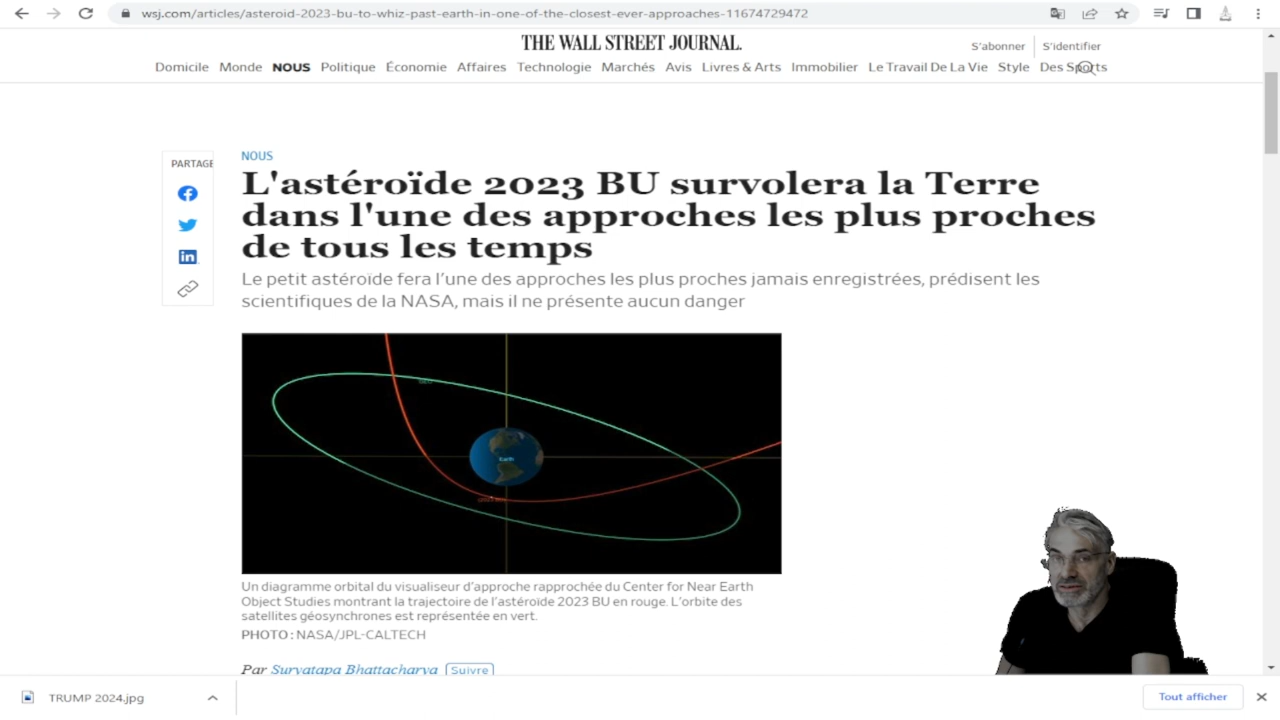 wsj.com/articles/asteroid-2023-bu-to-whiz-past-earth-in-one-of-the-closest-ever-approaches-11674729472
THE WALL STREET JOURNAL.
S'abonner S'identifier
Domicile Monde NOUS Politique Économie Affaires Technologie Marchés Avis Livres & Arts Immobilier Le Travail De La Vie Style Des Sports
PARTAGE
NOUS
L'astéroïde 2023 BU survolera la Terre
dans l'une des approches les plus proches
de tous les temps
Le petit astéroïde fera l'une des approches les plus proches jamais enregistrées, prédisent les
scientifiques de la NASA, mais il ne présente aucun danger
Earth
Un diagramme orbital du visualiseur d'approche rapprochée du Center for Near Earth
Object Studies montrant la trajectoire de l'astéroïde 2023 BU en rouge. L'orbite des
satellites géosynchrones est représentée en vert.
PHOTO : NASA/JPL-CALTECH
Par Suryatapa Bhattacharya Suivre
TRUMP 2024.jpg
Tout afficher